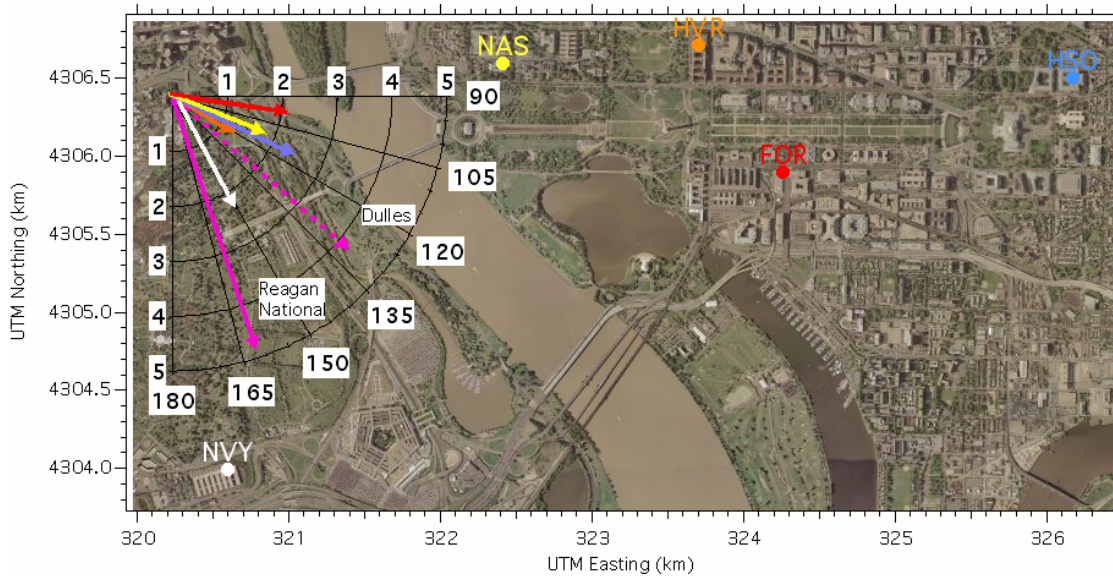 HVR
NAS
HSO
4306.5
1 2 3 4 5
90
4306.0
1
FOR
105
2
Dulles
4305.5
3
120
Reagan
National
4305.0
4
135
5
150
4304.5
180
165
NVY
4304.0
320 321 322 323 324 325 326
UTM Easting (km)
UTM Northing (km)